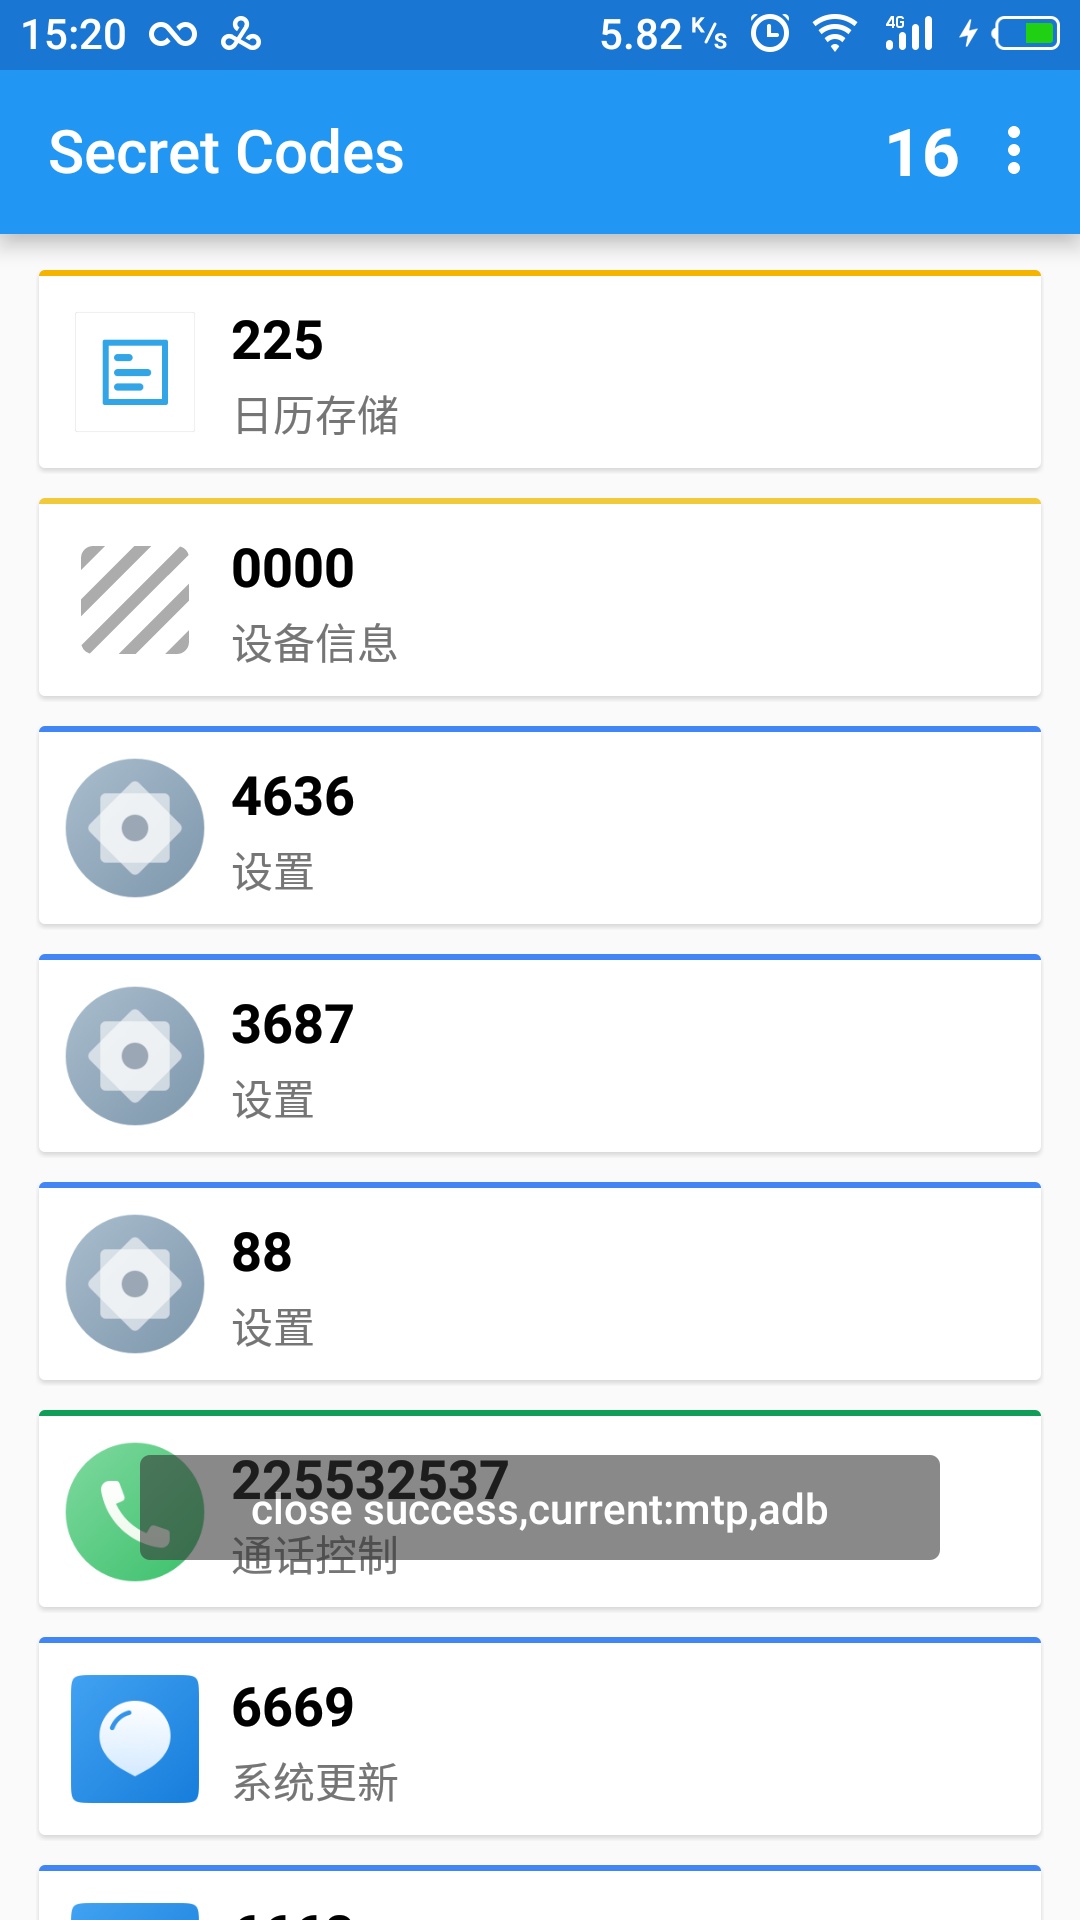 15:20 5.82 K/s 4G
Secret Codes 16
225
日历存储
0000
设备信息
4636
设置
3687
设置
88
设置
225532537
close success,current:mtp,adb
通话控制
6669
系统更新